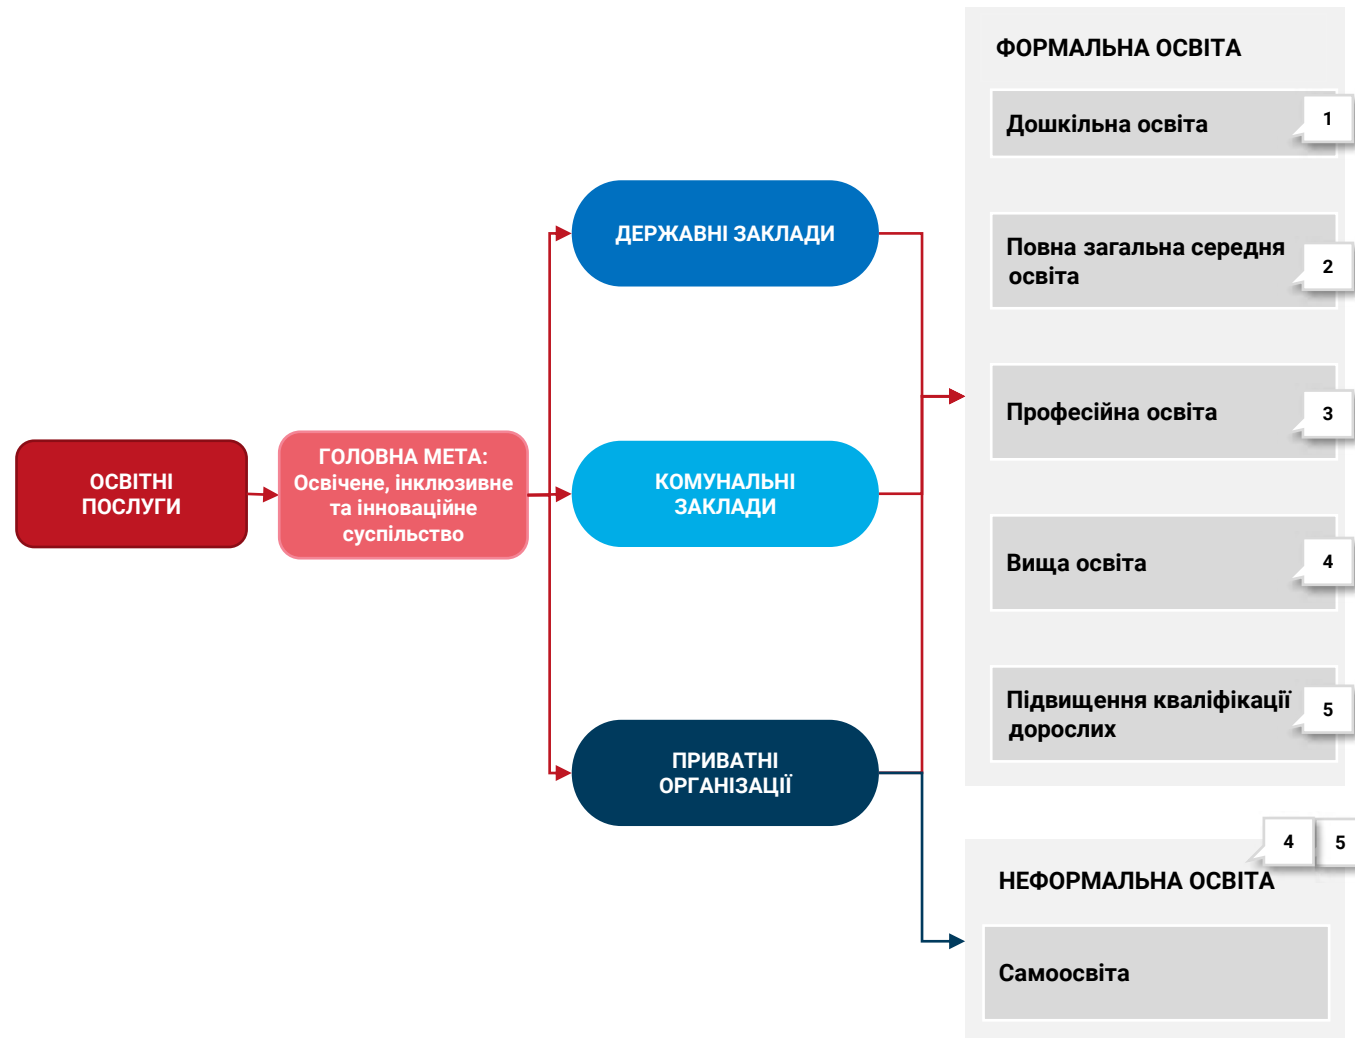 ОСВІТНІ
ПОСЛУГИ
ГОЛОВНА МЕТА:
Освічене, інклюзивне
та інноваційне
суспільство
ДЕРЖАВНІ ЗАКЛАДИ
КОМУНАЛЬНІ
ЗАКЛАДИ
ПРИВАТНІ
ОРГАНІЗАЦІЇ
ФОРМАЛЬНА ОСВІТА
Дошкільна освіта
1
Повна загальна середня
освіта
2
Професійна освіта
3
Вища освіта
4
Підвищення кваліфікації
дорослих
5
4 5
НЕФОРМАЛЬНА ОСВІТА
Самоосвіта